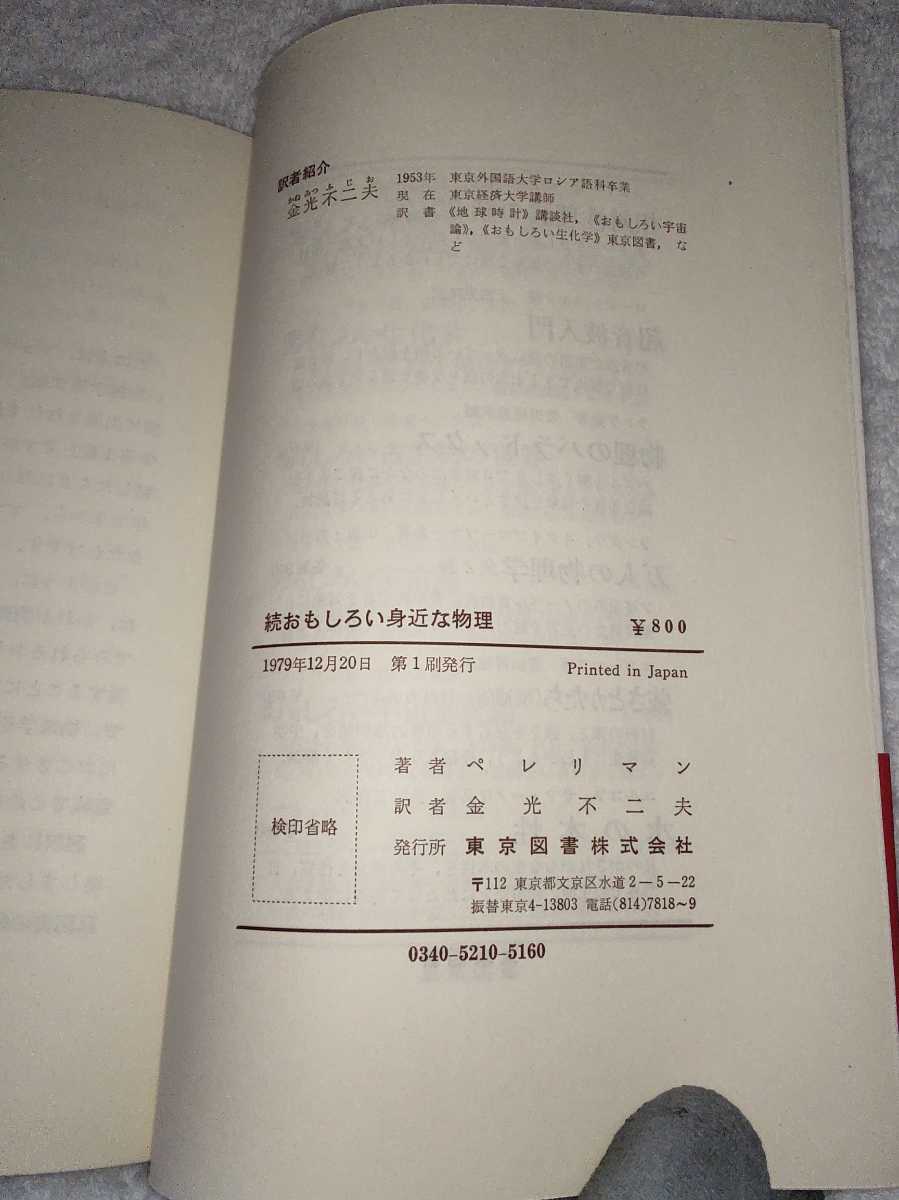 訳者紹介
かね みつ ふ じ お
金光不二夫
1953年 東京外国語大学ロシア語科卒業
現在 東京経済大学講師
訳書 《地球時計》講談社,《おもしろい宇宙
論》,《おもしろい生化学》東京図書, な
ど
続おもしろい身近な物理 ¥800
1979年12月20日 第1刷発行 Printed in Japan
検印省略
著者 ペレリマン
訳者 金光不二夫
発行所 東京図書株式会社
〒112 東京都文京区水道2―5―22
振替東京4-13803 電話(814)7818～9
0340-5210-5160